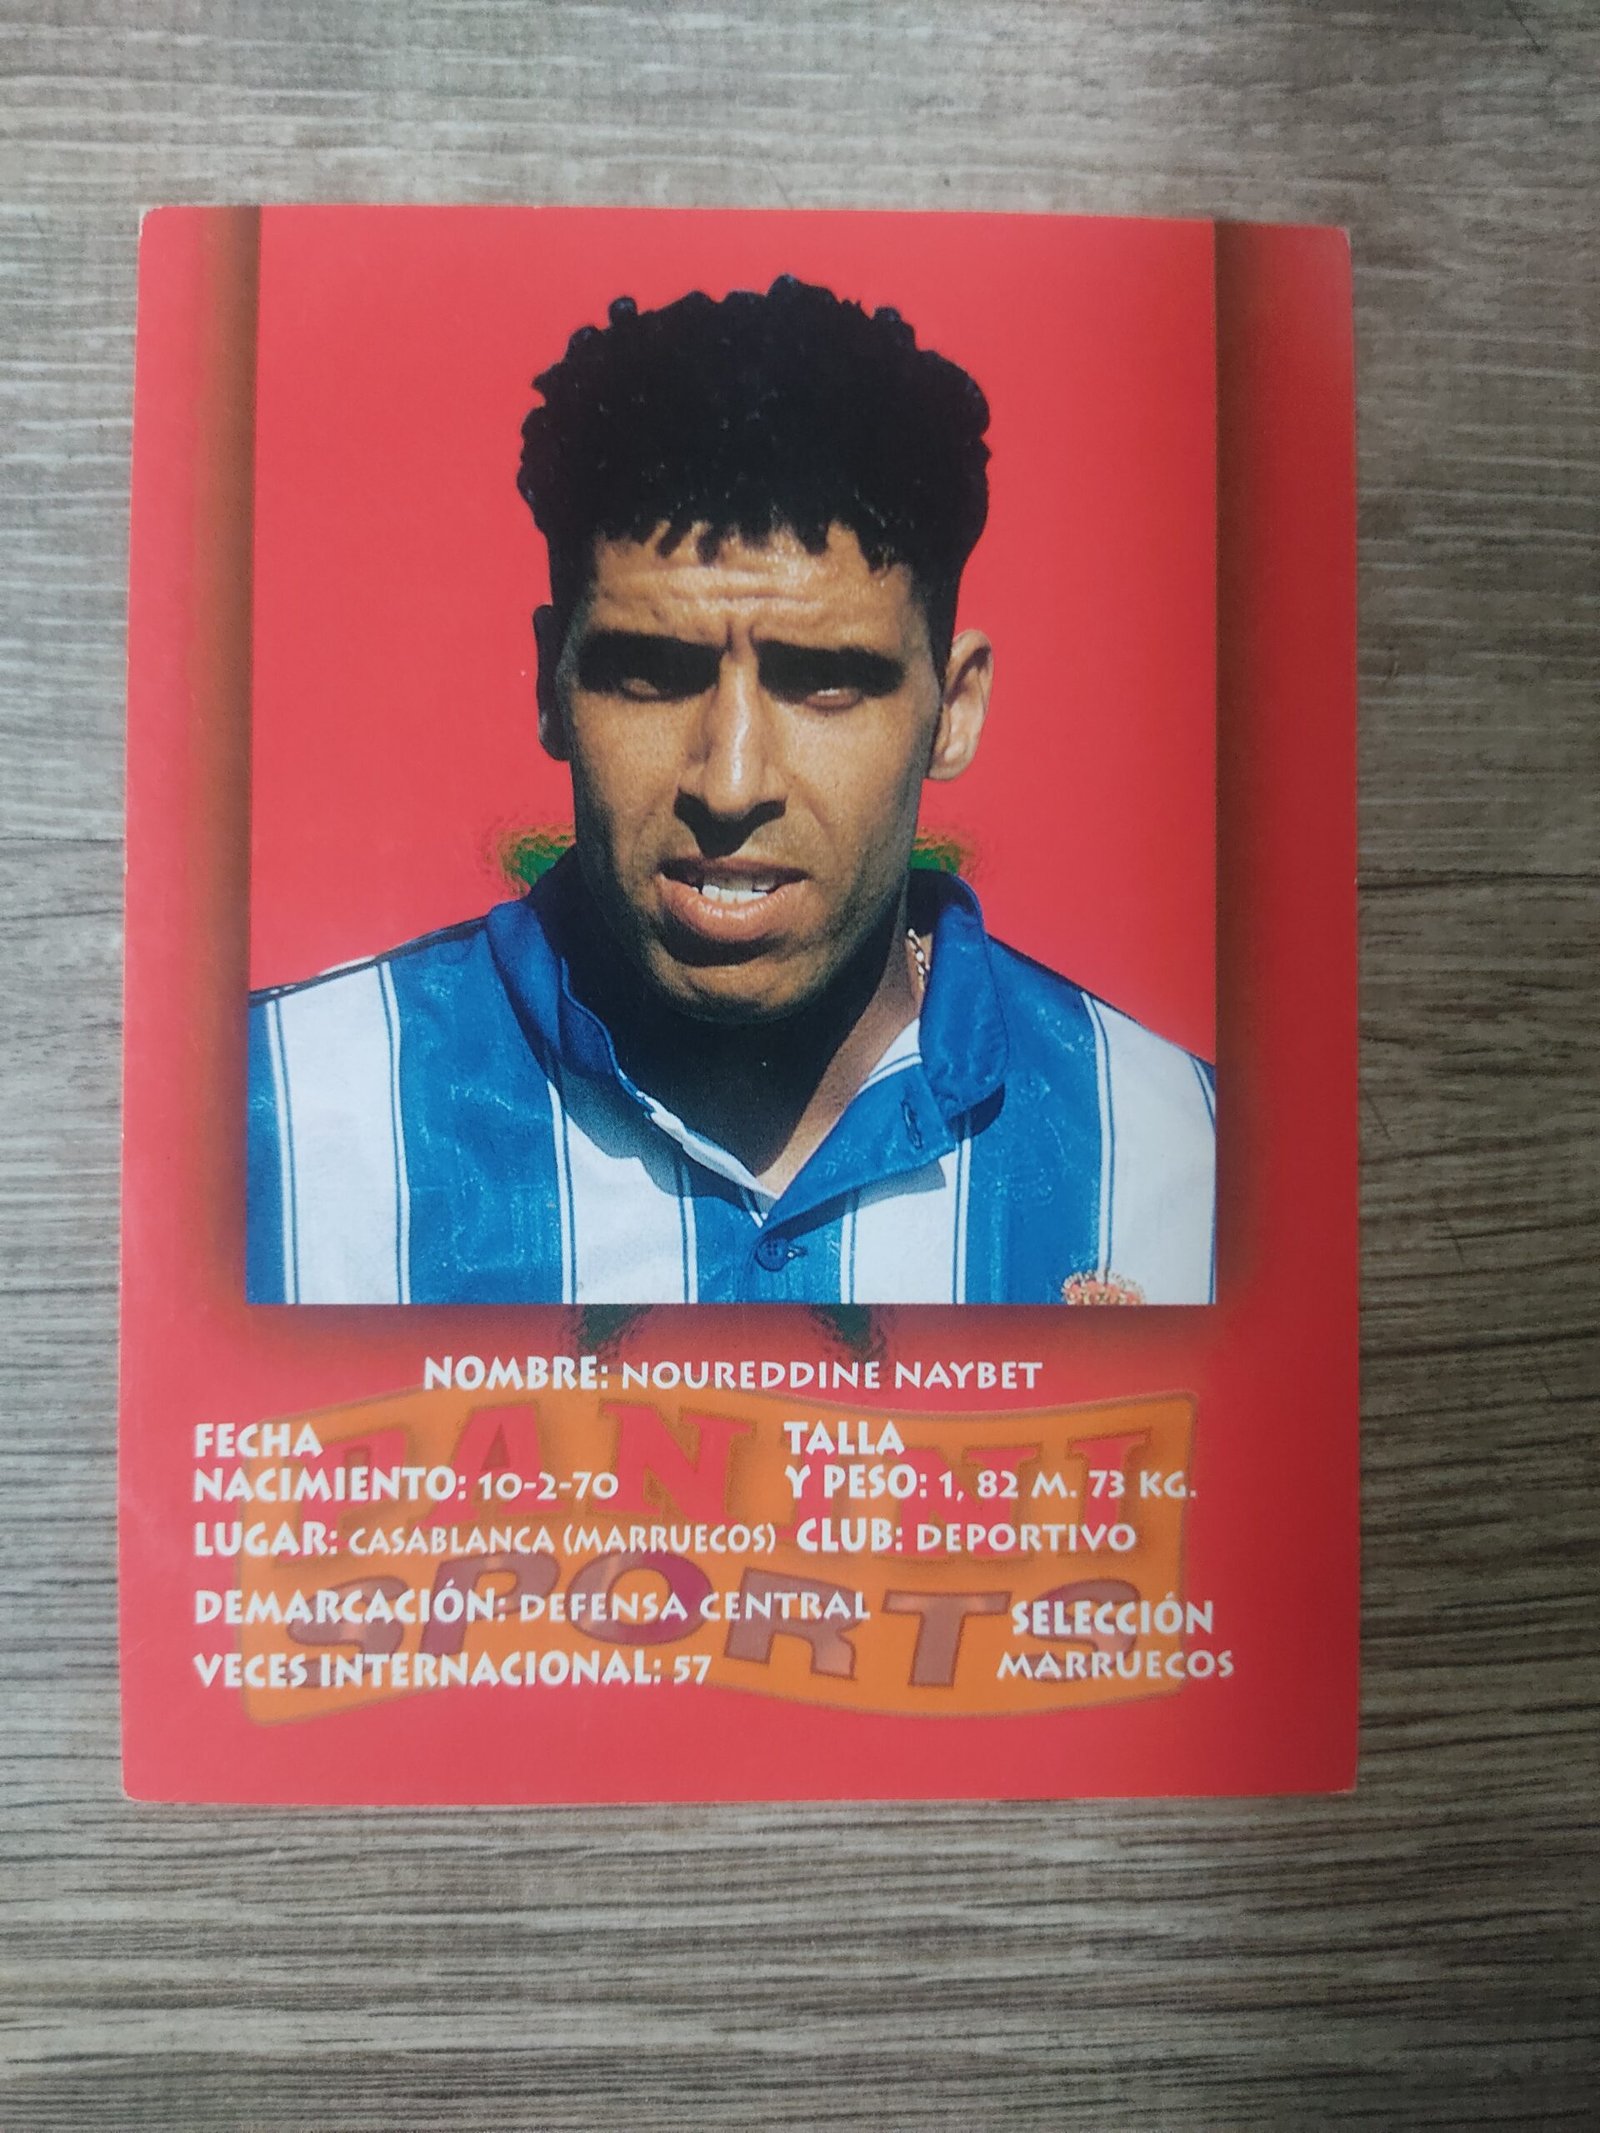 NOMBRE: NOUREDDINE NAYBET
FECHA
NACIMIENTO: 10-2-70
TALLA
Y PESO: 1, 82 M. 73 KG.
LUGAR: CASABLANCA (MARRUECOS)
CLUB: DEPORTIVO
DEMARCACIÓN: DEFENSA CENTRAL
VECES INTERNACIONAL: 57
SELECCIÓN
MARRUECOS
PANINI
SPORTS